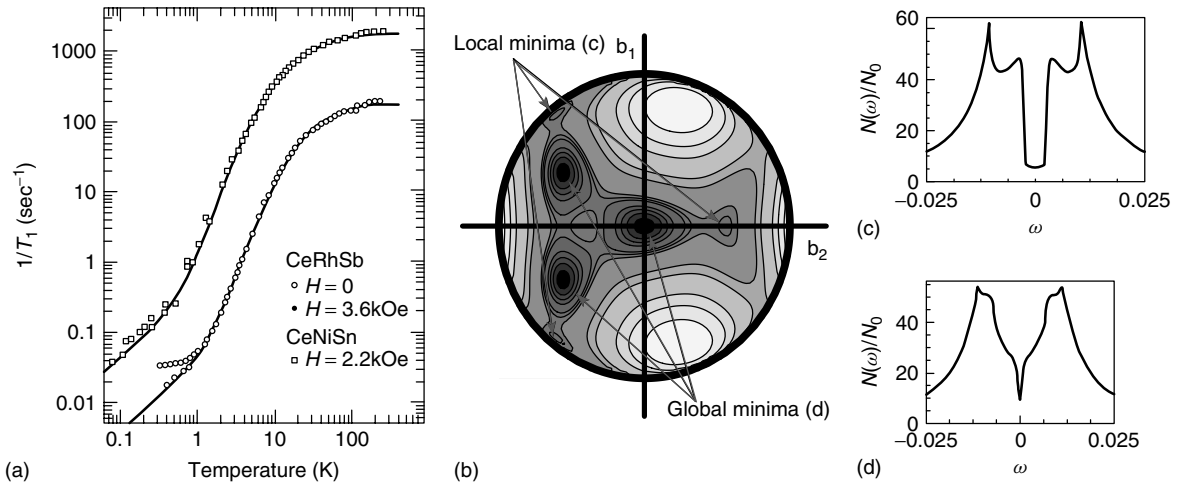 1000
100
10
1
0.1
0.01
1/T₁ (sec⁻¹)
CeRhSb
H = 0
H = 3.6kOe
CeNiSn
H = 2.2kOe
0.1 1 10 100
Temperature (K)
(a)
Local minima (c)
b₁
b₂
Global minima (d)
(b)
60
40
20
0
N(ω)/N₀
−0.025 0 0.025
ω
(c)
40
20
0
N(ω)/N₀
−0.025 0 0.025
ω
(d)